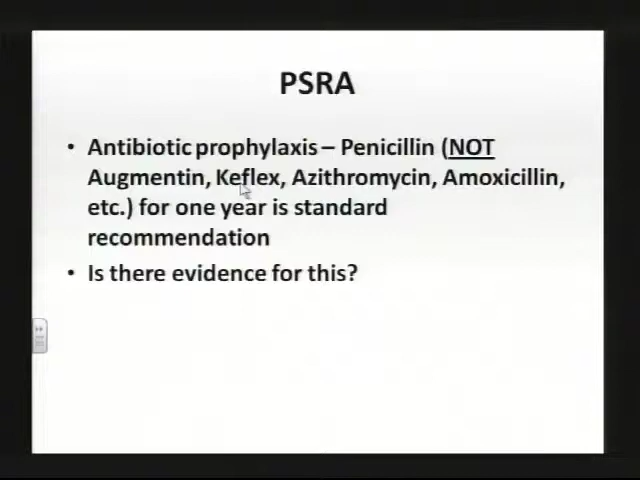 PSRA
• Antibiotic prophylaxis – Penicillin (NOT
Augmentin, Keflex, Azithromycin, Amoxicillin,
etc.) for one year is standard
recommendation
• Is there evidence for this?